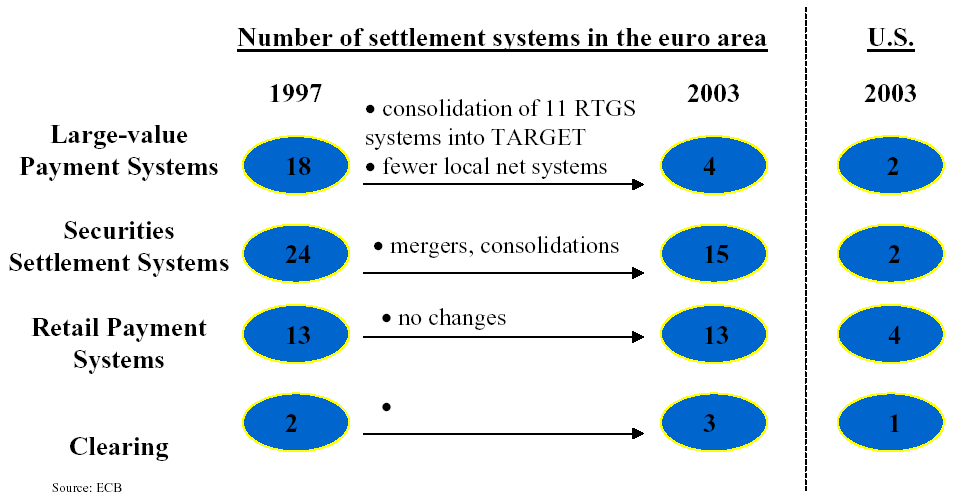 Number of settlement systems in the euro area
U.S.
1997
2003
2003
Large-value
Payment Systems
18
• consolidation of 11 RTGS
systems into TARGET
• fewer local net systems
4
2
Securities
Settlement Systems
24
• mergers, consolidations
15
2
Retail Payment
Systems
13
• no changes
13
4
Clearing
2
•
3
1
Source: ECB